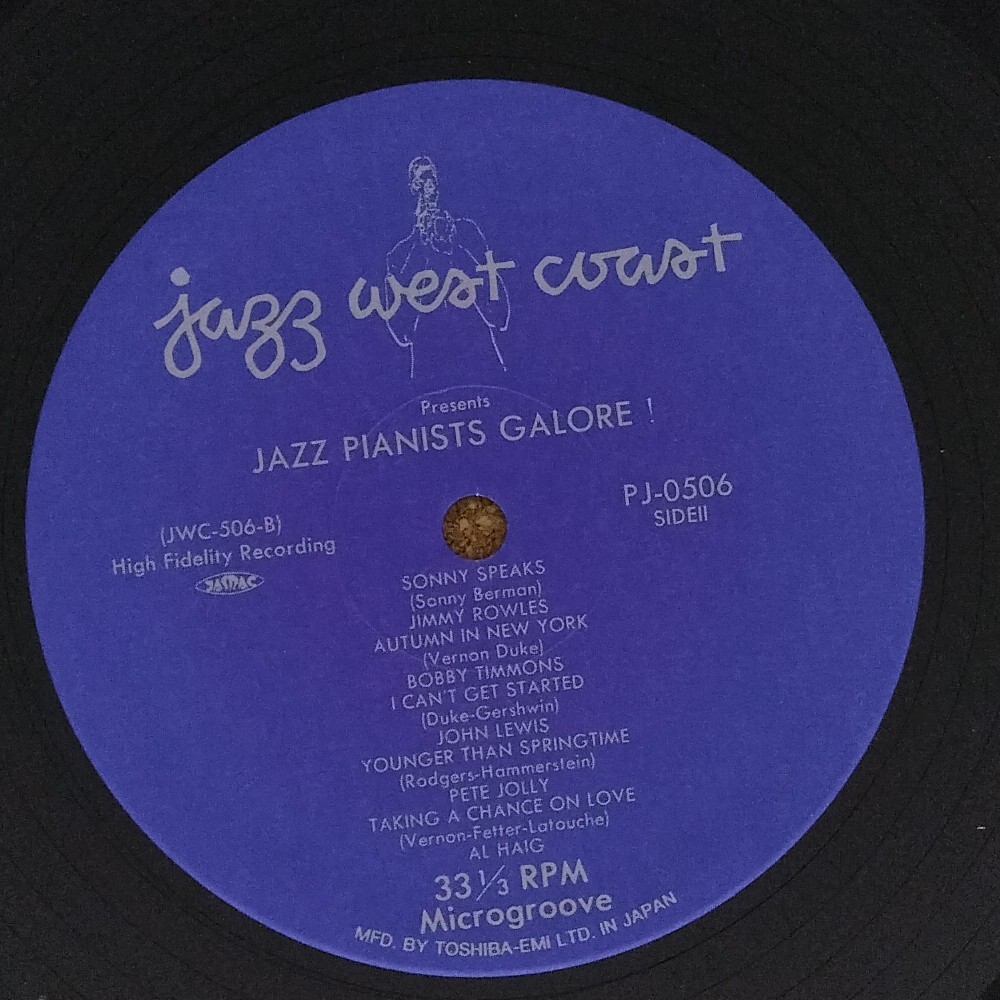 jazz west coast
Presents
JAZZ PIANISTS GALORE !
PJ-0506
SIDEII
(JWC-506-B)
High Fidelity Recording
JASRAC
SONNY SPEAKS
(Sonny Berman)
JIMMY ROWLES
AUTUMN IN NEW YORK
(Vernon Duke)
BOBBY TIMMONS
I CAN'T GET STARTED
(Duke-Gershwin)
JOHN LEWIS
YOUNGER THAN SPRINGTIME
(Rodgers-Hammerstein)
PETE JOLLY
TAKING A CHANCE ON LOVE
(Vernon-Fetter-Latouche)
AL HAIG
33 1/3 RPM
Microgroove
MFD. BY TOSHIBA-EMI LTD. IN JAPAN